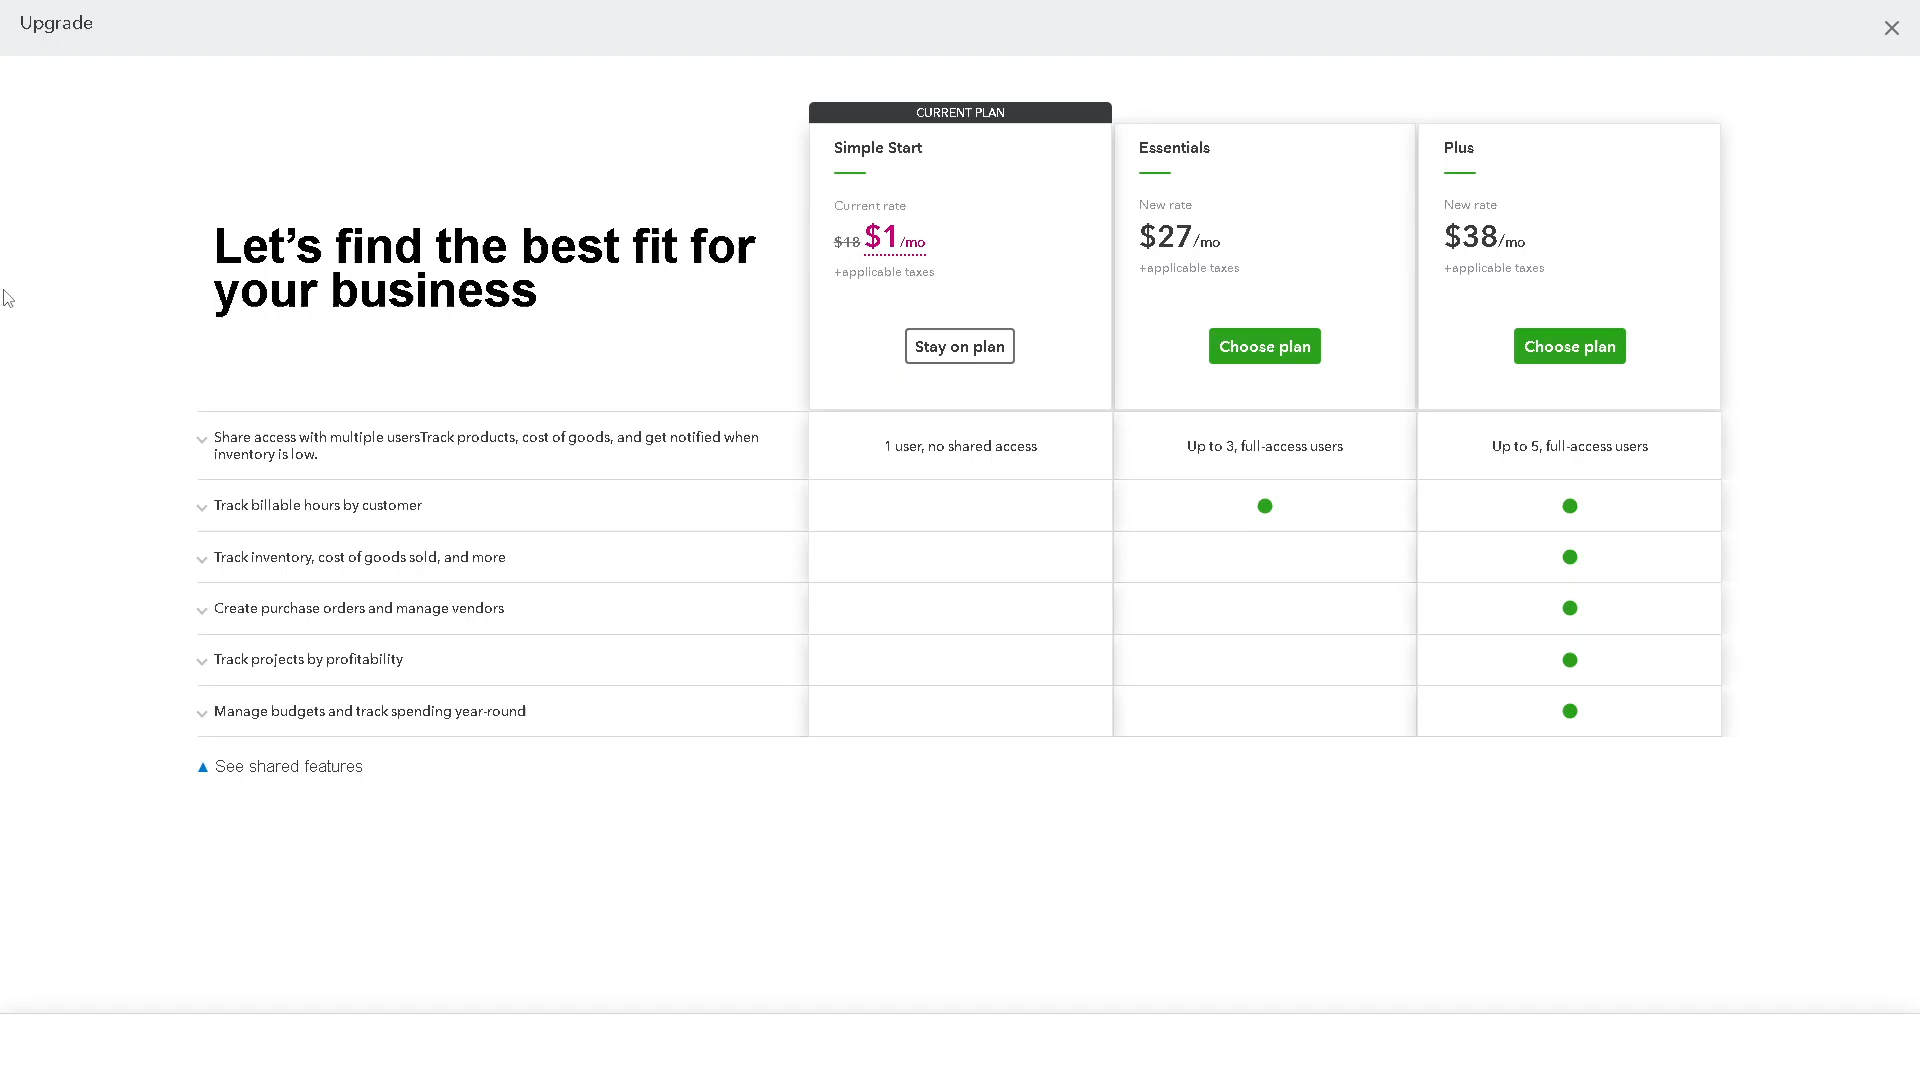 Upgrade
CURRENT PLAN
Simple Start
Essentials
Plus
Current rate
New rate
New rate
$18 $1/mo
$27/mo
$38/mo
+applicable taxes
+applicable taxes
+applicable taxes
Let’s find the best fit for
your business
Stay on plan
Choose plan
Choose plan
Share access with multiple usersTrack products, cost of goods, and get notified when
inventory is low.
1 user, no shared access
Up to 3, full-access users
Up to 5, full-access users
Track billable hours by customer
Track inventory, cost of goods sold, and more
Create purchase orders and manage vendors
Track projects by profitability
Manage budgets and track spending year-round
See shared features